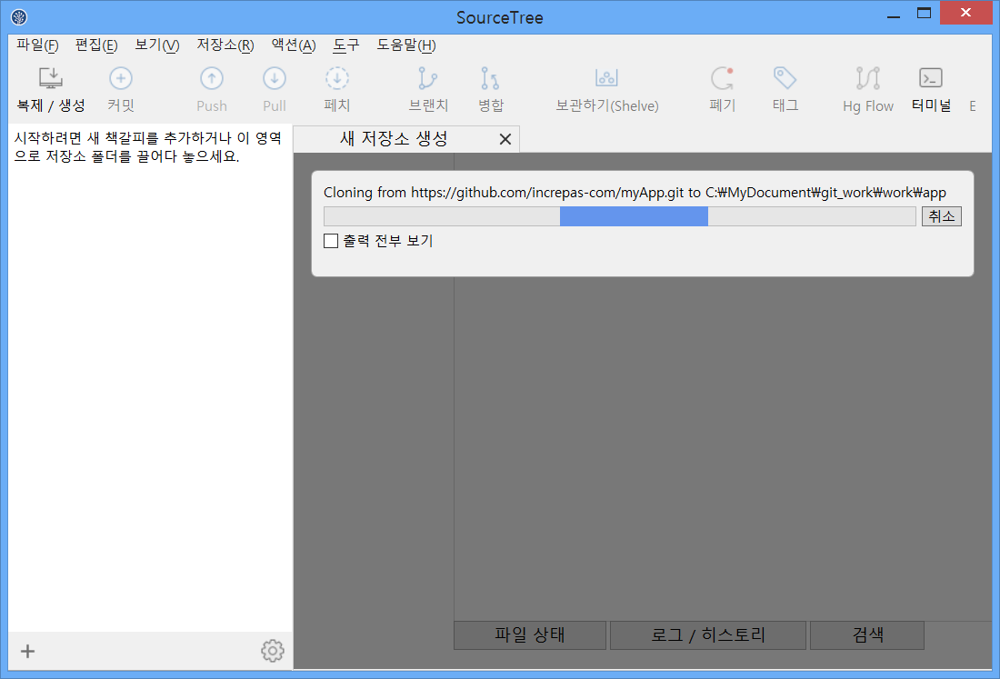 SourceTree
파일(F) 편집(E) 보기(V) 저장소(R) 액션(A) 도구 도움말(H)
복제 / 생성 커밋 Push Pull 페치 브랜치 병합 보관하기(Shelve) 폐기 태그 Hg Flow 터미널 E
시작하려면 새 책갈피를 추가하거나 이 영역
으로 저장소 폴더를 끌어다 놓으세요.
새 저장소 생성
Cloning from https://github.com/increpas-com/myApp.git to C:₩MyDocument₩git_work₩work₩app
취소
출력 전부 보기
파일 상태 로그 / 히스토리 검색